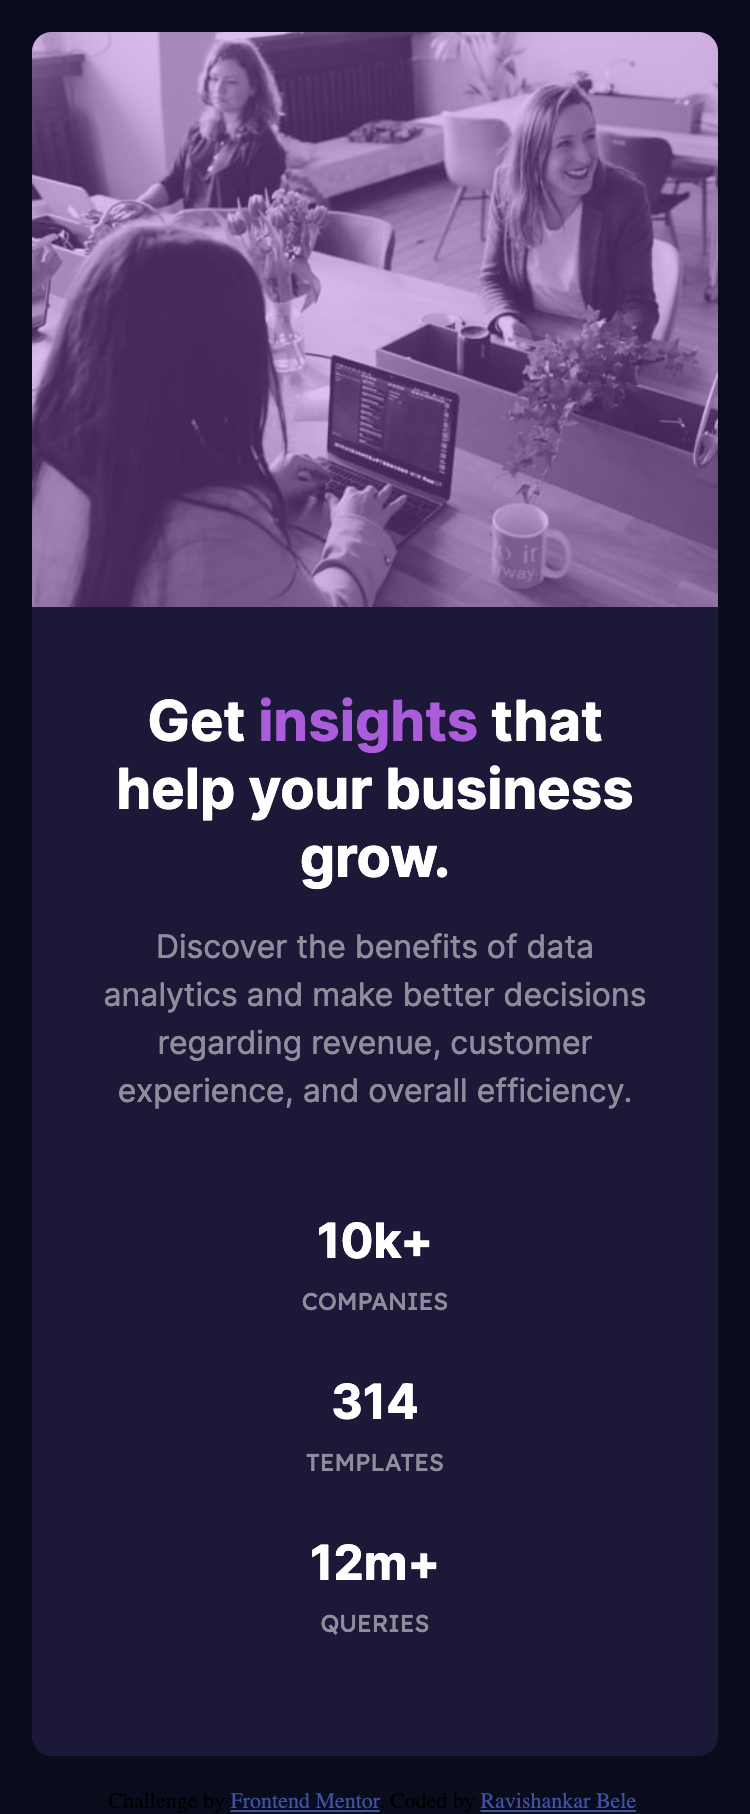 O it
way.
Get insights that
help your business
grow.
Discover the benefits of data
analytics and make better decisions
regarding revenue, customer
experience, and overall efficiency.
10k+
COMPANIES
314
TEMPLATES
12m+
QUERIES
Challenge by Frontend Mentor. Coded by Ravishankar Bele